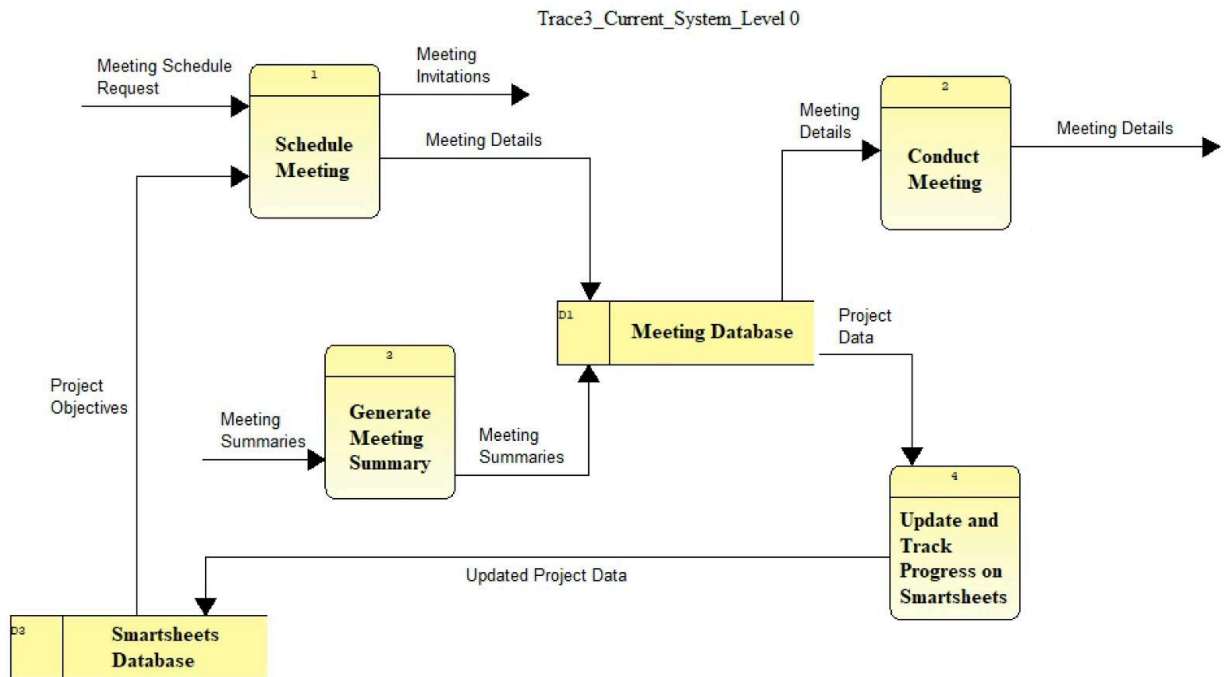 Trace3_Current_System_Level 0
Meeting Schedule
Request
1
Schedule
Meeting
Meeting
Invitations
Meeting Details
Meeting
Details
2
Conduct
Meeting
Meeting Details
D1
Meeting Database
Project
Data
Project
Objectives
Meeting
Summaries
3
Generate
Meeting
Summary
Meeting
Summaries
4
Update and
Track
Progress on
Smartsheets
Updated Project Data
D3
Smartsheets
Database